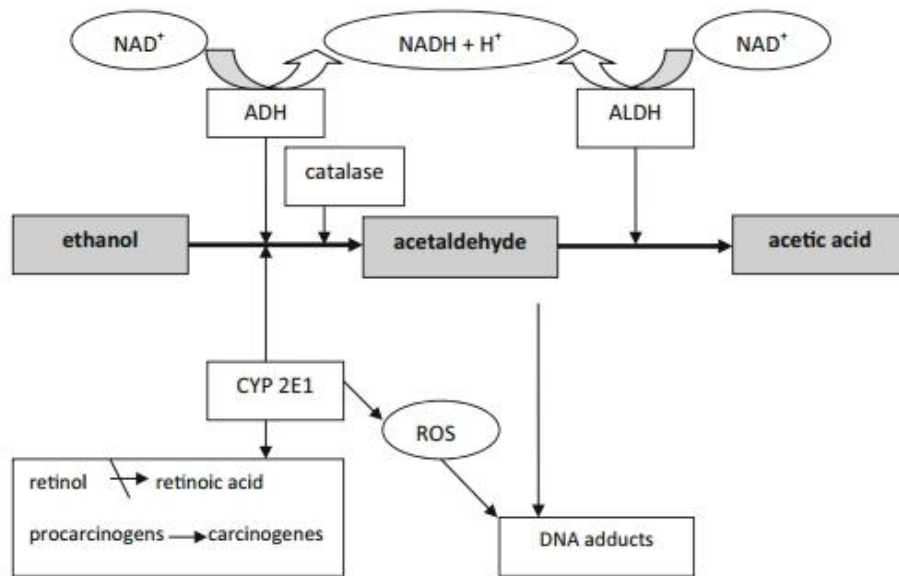 NAD+
NADH + H+
NAD+
ADH
ALDH
catalase
ethanol
acetaldehyde
acetic acid
CYP 2E1
ROS
retinol
retinoic acid
procarcinogens
carcinogenes
DNA adducts